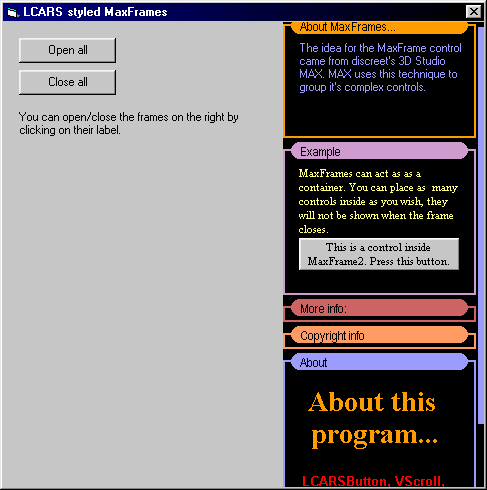 LCARS styled MaxFrames
Open all
Close all
You can open/close the frames on the right by
clicking on their label.
About MaxFrames...
The idea for the MaxFrame control
came from discreet's 3D Studio
MAX. MAX uses this technique to
group it's complex controls.
Example
MaxFrames can act as as a
container. You can place as many
controls inside as you wish, they
will not be shown when the frame
closes.
This is a control inside
MaxFrame2. Press this button.
More info:
Copyright info
About
About this
program...
LCARSButton, VScroll,